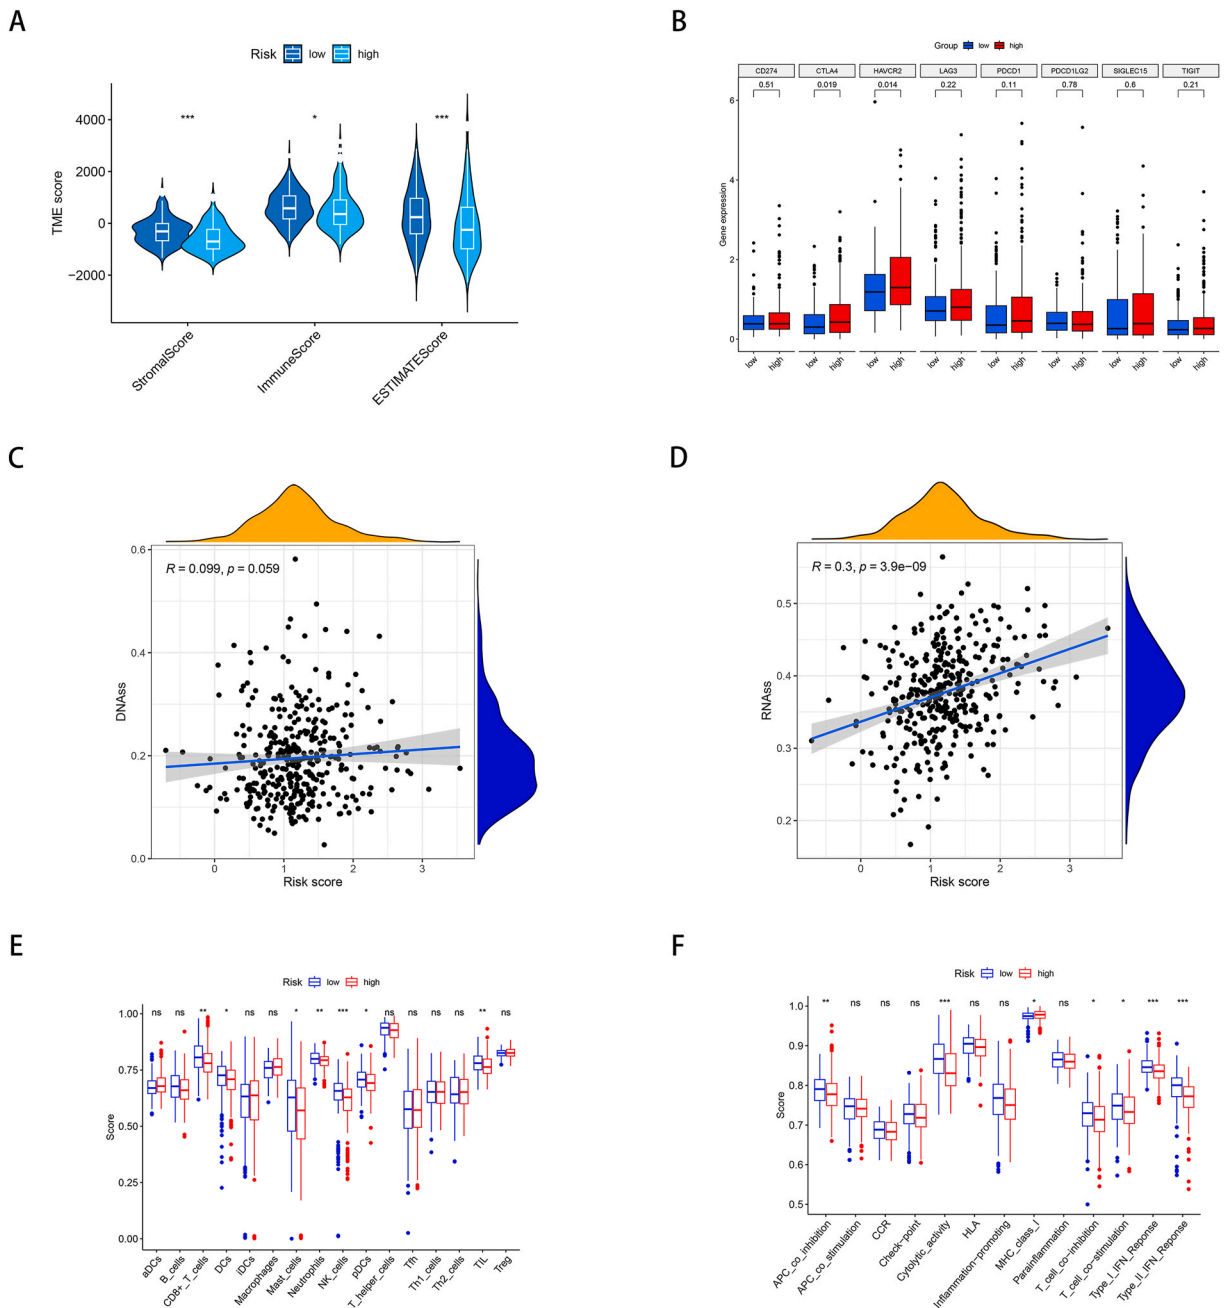 A
Risk low high
TME score
4000
2000
0
−2000
*** * ***
StromalScore
ImmuneScore
ESTIMATEScore
B
Group low high
CD274 CTLA4 HAVCR2 LAG3 PDCD1 PDCD1LG2 SIGLEC15 TIGIT
0.51 0.019 0.014 0.22 0.11 0.78 0.6 0.21
Gene expression
6
4
2
0
low high low high low high low high low high low high low high low high
C
R = 0.099, p = 0.059
DNAss
0.6
0.4
0.2
0.0
0 1 2 3
Risk score
D
R = 0.3, p = 3.9e−09
RNAss
0.5
0.4
0.3
0.2
0 1 2 3
Risk score
E
Risk low high
ns ns ** * ns ns * ** *** * ns ns ns ns ** ns
Score
1.00
0.75
0.50
0.25
0.00
aDCs
B_cells
CD8+_T_cells
DCs
iDCs
Macrophages
Mast_cells
Neutrophils
NK_cells
pDCs
T_helper_cells
Tfh
Th1_cells
Th2_cells
TIL
Treg
F
Risk low high
** ns ns ns *** ns ns * ns * * *** ***
Score
1.0
0.9
0.8
0.7
0.6
0.5
APC_co_inhibition
APC_co_stimulation
CCR
Check−point
Cytolytic_activity
HLA
Inflammation−promoting
MHC_class_I
Parainflammation
T_cell_co−inhibition
T_cell_co−stimulation
Type_I_IFN_Reponse
Type_II_IFN_Reponse